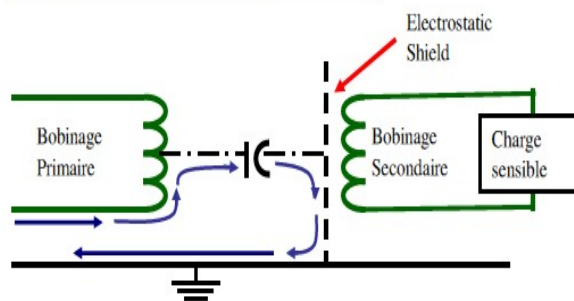 Electrostatic
Shield
Bobinage
Primaire
Bobinage
Secondaire
Charge
sensible